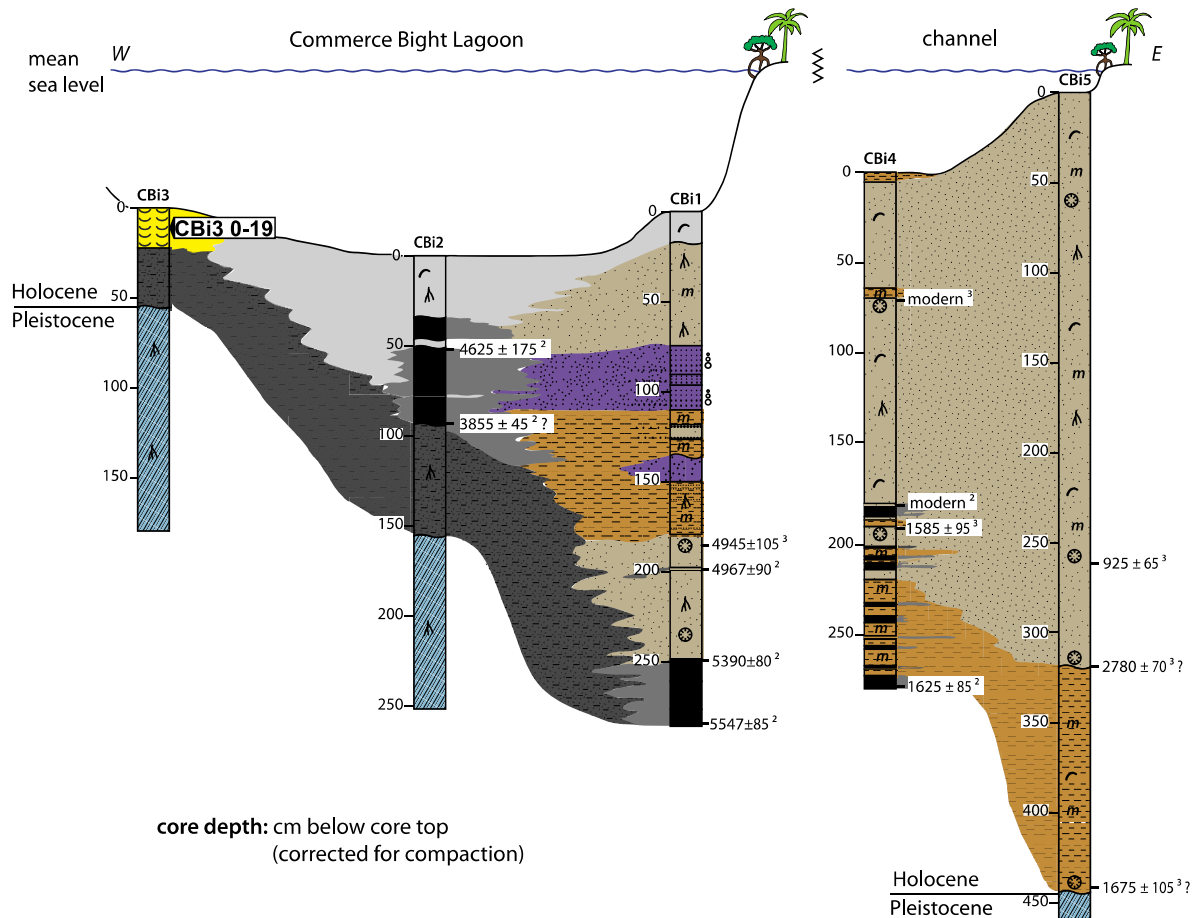 W
Commerce Bight Lagoon
channel
E
mean
sea level
CBi5
0
CBi4
CBi3
CBi1
0
0
0
CBi3 0-19
CBi2
0
m
50
m
50
50
50
100
100
150
m
200
m
250
300
m
350
400
m
450
925 ± 65 ³
2780 ± 70 ³ ?
1675 ± 105 ³ ?
m
modern ³
100
150
modern ²
1585 ± 95 ³
200
m
m
250
m
m
1625 ± 85 ²
Holocene
Pleistocene
50
100
150
4625 ± 175 ²
3855 ± 45 ² ?
100
150
200
250
m
100
m
m
150
m
4945±105 ³
4967±90 ²
200
250
5390±80 ²
5547±85 ²
core depth: cm below core top
(corrected for compaction)
Holocene
Pleistocene